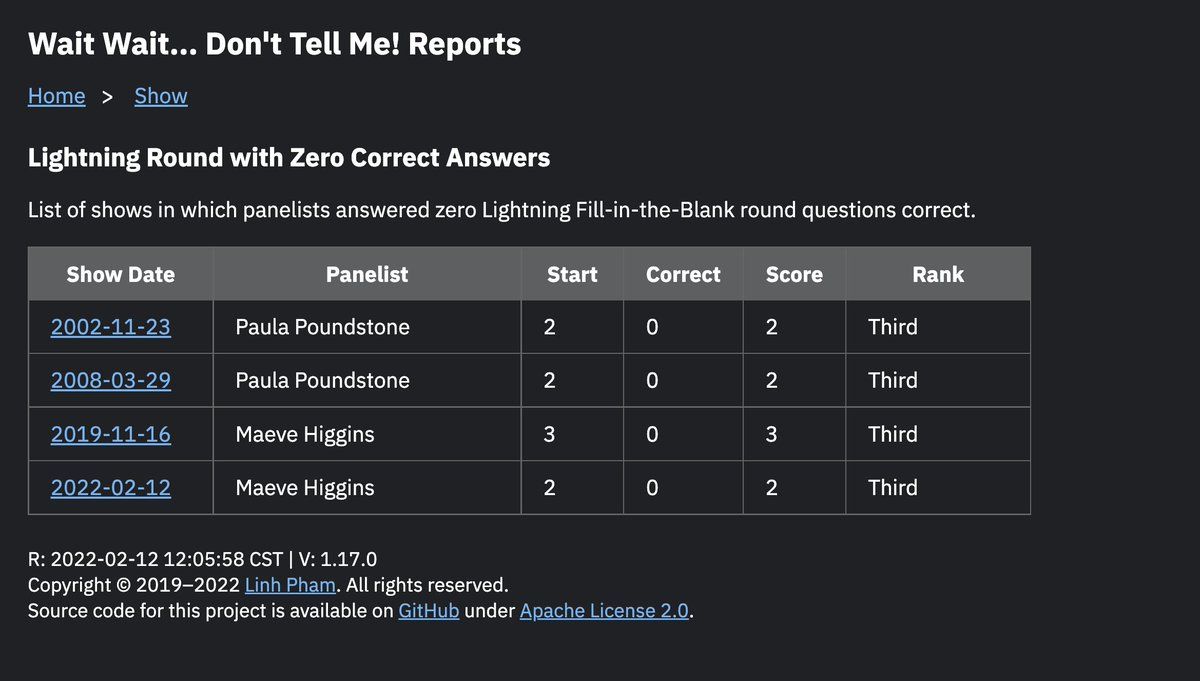 Wait Wait... Don't Tell Me! Reports
Home > Show
Lightning Round with Zero Correct Answers
List of shows in which panelists answered zero Lightning Fill-in-the-Blank round questions correct.
Show Date Panelist Start Correct Score Rank
2002-11-23 Paula Poundstone 2 0 2 Third
2008-03-29 Paula Poundstone 2 0 2 Third
2019-11-16 Maeve Higgins 3 0 3 Third
2022-02-12 Maeve Higgins 2 0 2 Third
R: 2022-02-12 12:05:58 CST | V: 1.17.0
Copyright © 2019–2022 Linh Pham. All rights reserved.
Source code for this project is available on GitHub under Apache License 2.0.